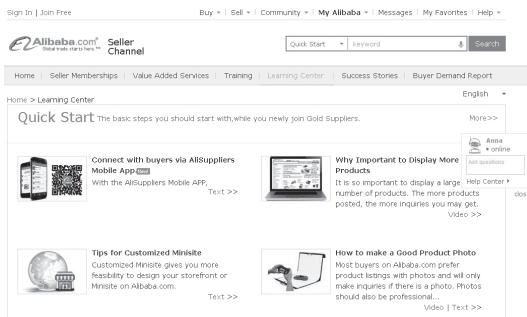 Sign In | Join Free
Buy | Sell | Community | My Alibaba | Messages | My Favorites | Help
Alibaba.com®
Global trade starts here.™
Seller
Channel
Quick Start
keyword
Search
Home | Seller Memberships | Value Added Services | Training | Learning Center | Success Stories | Buyer Demand Report
English
Home > Learning Center
Quick Start The basic steps you should start with,while you newly join Gold Suppliers.
More>>
Anna
• online
Add questions
Help Center
clos
Connect with buyers via AliSuppliers
Mobile App New
With the AliSuppliers Mobile APP,
Text >>
Why Important to Display More
Products
It is so important to display a large
number of products. The more products
posted, the more inquiries you may get.
Video >>
Tips for Customized Minisite
Customized Minisite gives you more
feasibility to design your storefront or
Minisite on Alibaba.com.
Text >>
How to make a Good Product Photo
Most buyers on Alibaba.com prefer
product listings with photos and will only
make inquiries if there is a photo. Photos
should also be professional...
Video | Text >>